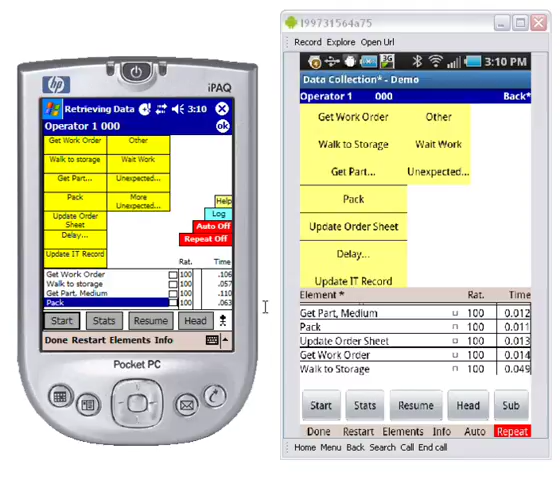 hp
iPAQ
Retrieving Data 3:10
Operator 1 000 ok
Get Work Order Other
Walk to storage Wait Work
Get Part... Unexpected...
Pack More Unexpected...
Update Order Sheet
Delay...
Update IT Record
Help
Log
Auto Off
Repeat Off
Rat. Time
Get Work Order 100 .106
Walk to storage 100 .057
Get Part, Medium 100 .110
Pack 100 .063
Start Stats Resume Head
Done Restart Elements Info
Pocket PC
I99731564a75
Record Explore Open Url
3G 3:10 PM
Data Collection* - Demo
Operator 1 000 Back*
Get Work Order Other
Walk to Storage Wait Work
Get Part... Unexpected...
Pack
Update Order Sheet
Delay...
Update IT Record
Element * Rat. Time
Get Part, Medium 100 0.012
Pack 100 0.011
Update Order Sheet 100 0.013
Get Work Order 100 0.014
Walk to Storage 100 0.049
Start Stats Resume Head Sub
Done Restart Elements Info Auto Repeat
Home Menu Back Search Call End call